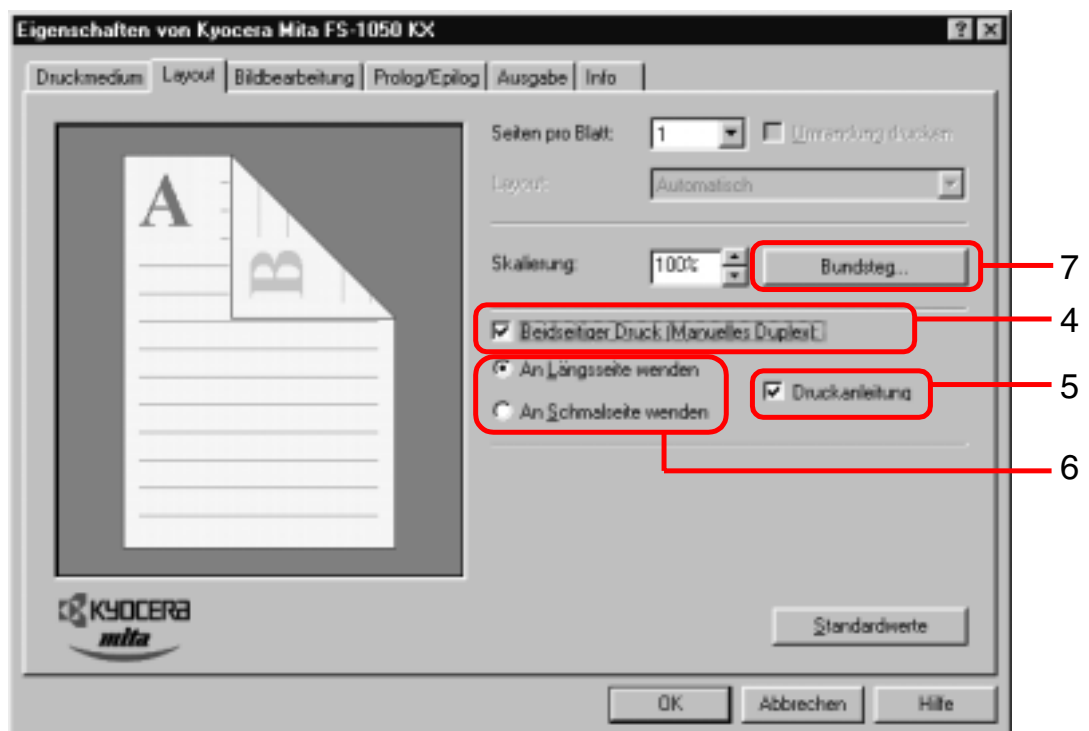 Eigenschaften von Kyocera Mita FS-1050 KX
Druckmedium Layout Bildbearbeitung Prolog/Epilog Ausgabe Info
A
B
Seiten pro Blatt: 1 Umrandung drucken
Layout: Automatisch
Skalierung: 100% Bundsteg... 7
Beidseitiger Druck (Manuelles Duplex): 4
An Längsseite wenden
Druckanleitung 5
An Schmalseite wenden
6
KYOCERA
mita
Standardwerte
OK Abbrechen Hilfe